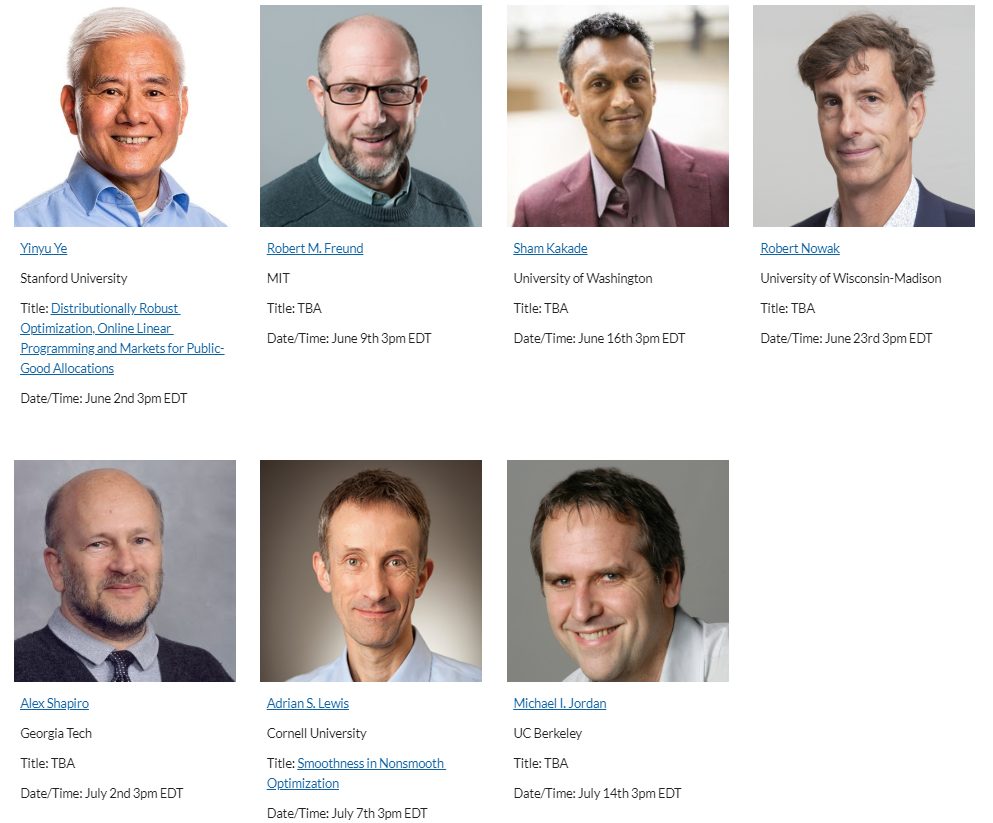 Yinyu Ye
Stanford University
Title: Distributionally Robust
Optimization, Online Linear
Programming and Markets for Public-
Good Allocations
Date/Time: June 2nd 3pm EDT
Robert M. Freund
MIT
Title: TBA
Date/Time: June 9th 3pm EDT
Sham Kakade
University of Washington
Title: TBA
Date/Time: June 16th 3pm EDT
Robert Nowak
University of Wisconsin-Madison
Title: TBA
Date/Time: June 23rd 3pm EDT
Alex Shapiro
Georgia Tech
Title: TBA
Date/Time: July 2nd 3pm EDT
Adrian S. Lewis
Cornell University
Title: Smoothness in Nonsmooth
Optimization
Date/Time: July 7th 3pm EDT
Michael I. Jordan
UC Berkeley
Title: TBA
Date/Time: July 14th 3pm EDT